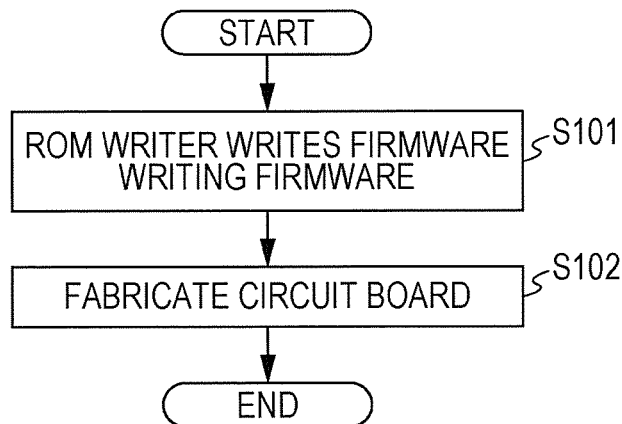 START
ROM WRITER WRITES FIRMWARE
WRITING FIRMWARE
S101
FABRICATE CIRCUIT BOARD
S102
END